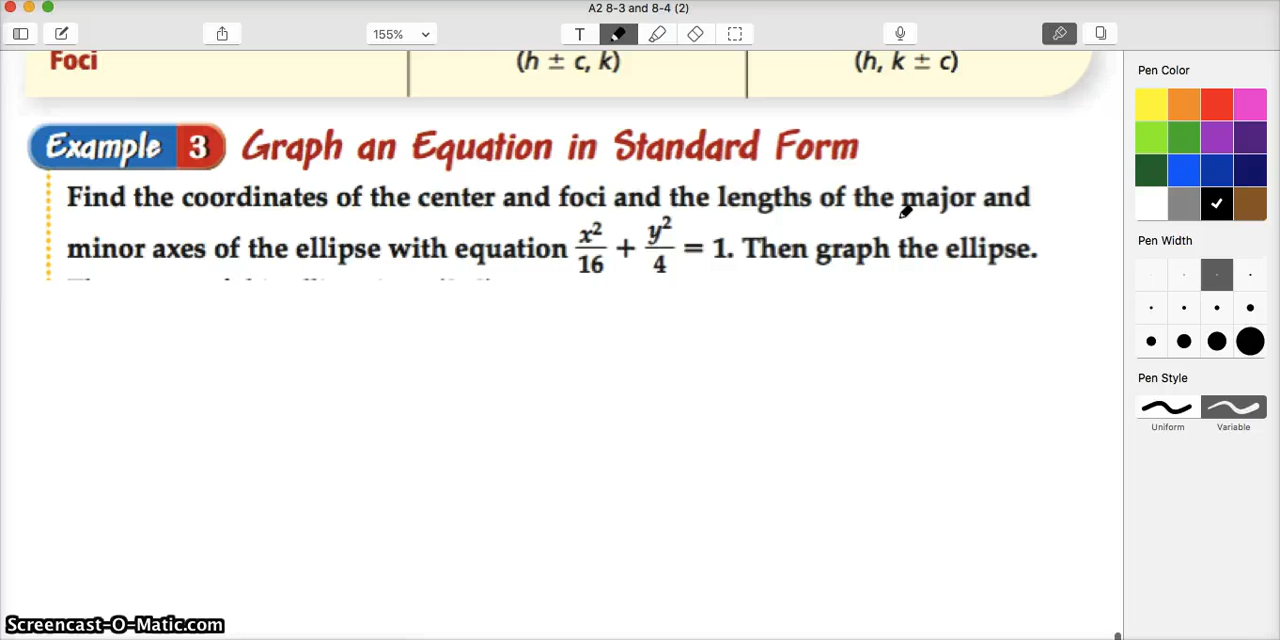 A2 8-3 and 8-4 (2)
155%
T
Foci
(h ± c, k)
(h, k ± c)
Pen Color
Example 3 Graph an Equation in Standard Form
Find the coordinates of the center and foci and the lengths of the major and
minor axes of the ellipse with equation x²/16 + y²/4 = 1. Then graph the ellipse.
Pen Width
Pen Style
Uniform
Variable
Screencast-O-Matic.com